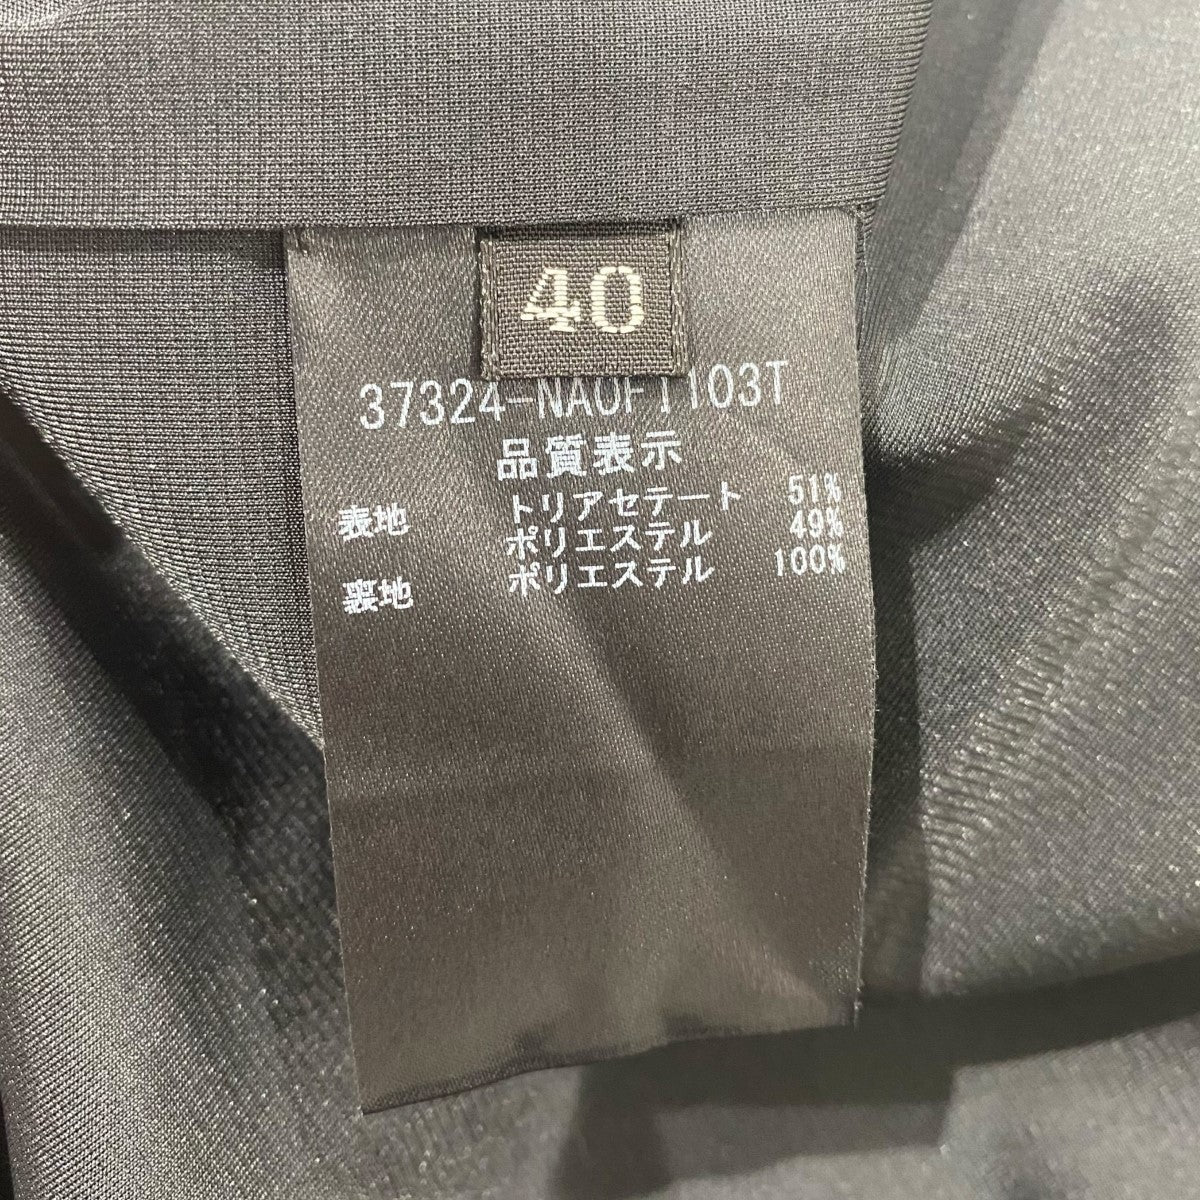 40
37324-NAOFI103T
品質表示
表地 トリアセテート 51%
ポリエステル 49%
裏地 ポリエステル 100%